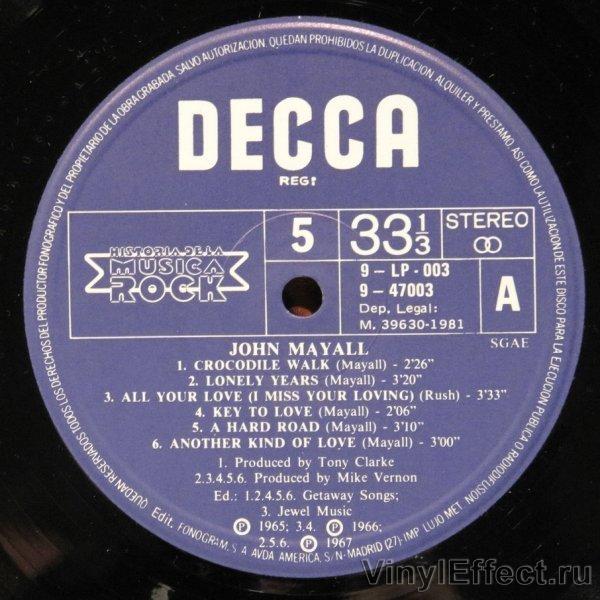 QUEDAN RESERVADOS TODOS LOS DERECHOS DEL PRODUCTOR FONOGRAFICO Y DEL PROPIETARIO DE LA OBRA GRABADA. SALVO AUTORIZACION, QUEDAN PROHIBIDOS LA DUPLICACION, ALQUILER Y PRESTAMO, ASI COMO LA UTILIZACION DE ESTE DISCO PARA LA EJECUCION PUBLICA O RADIODIFUSION.
DECCA
REG!
HISTORIA DE LA
MUSICA
ROCK
5
33 1/3
STEREO
9-LP-003
9-47003
Dep. Legal:
M. 39630-1981
A
SGAE
JOHN MAYALL
1. CROCODILE WALK (Mayall) - 2'26"
2. LONELY YEARS (Mayall) - 3'20"
3. ALL YOUR LOVE (I MISS YOUR LOVING) (Rush) - 3'33"
4. KEY TO LOVE (Mayall) - 2'06"
5. A HARD ROAD (Mayall) - 3'10"
6. ANOTHER KIND OF LOVE (Mayall) - 3'00"
1. Produced by Tony Clarke
2.3.4.5.6. Produced by Mike Vernon
Ed.: 1.2.4.5.6. Getaway Songs;
3. Jewel Music
Ⓟ 1965; 3.4. Ⓟ 1966;
2.5.6. Ⓟ 1967
Edit. FONOGRAM, S A AVDA AMERICA, S/N-MADRID (27)-IMP LUJO MET.
VinylEffect.ru